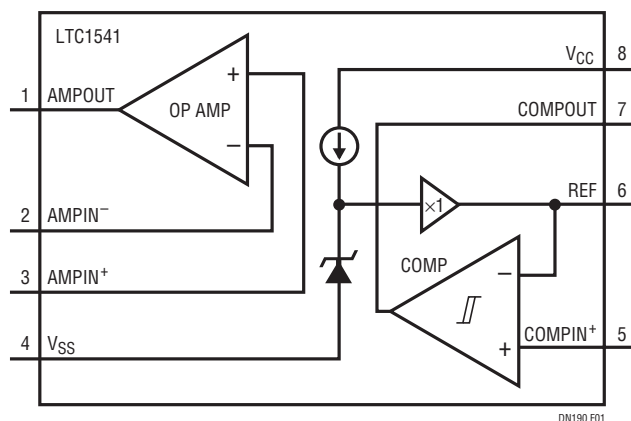 LTC1541
1 AMPOUT
+
OP AMP
−
2 AMPIN−
3 AMPIN+
4 VSS
VCC 8
COMPOUT 7
×1
REF 6
COMP
−
+
COMPIN+ 5
DN190 F01